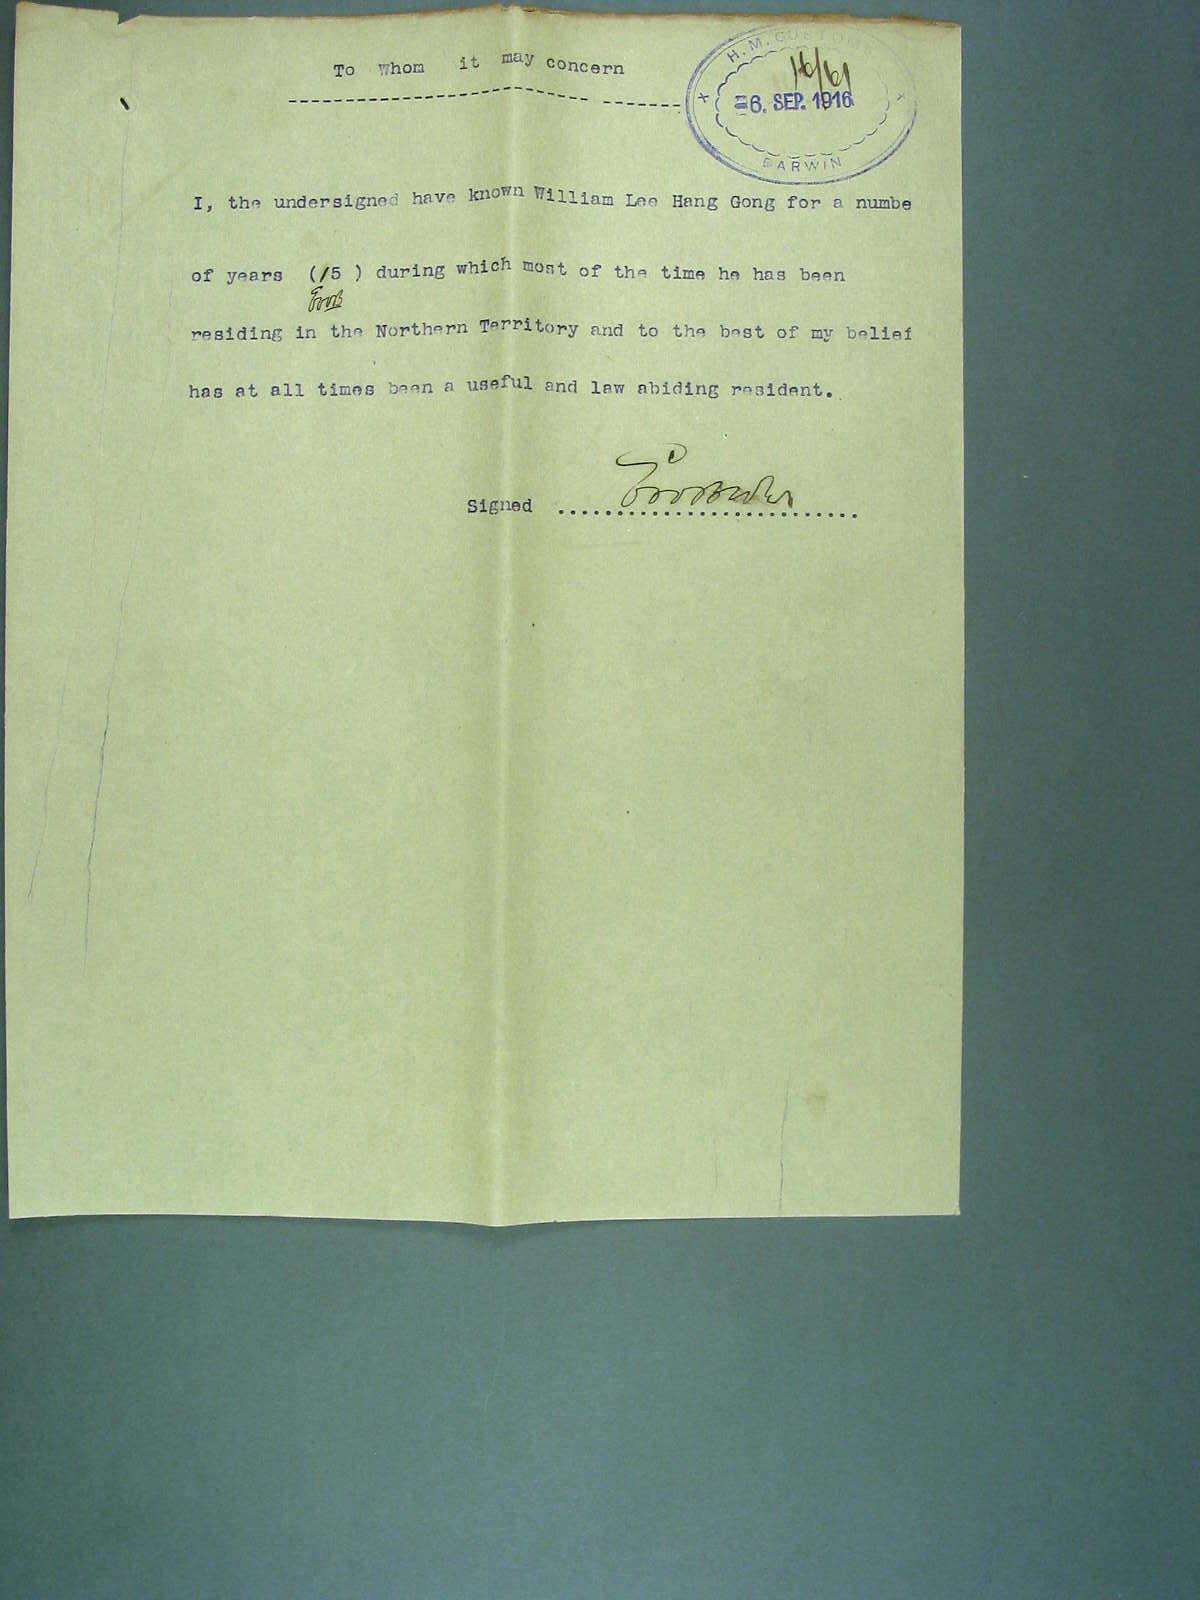 To Whom it may concern
H.M. CUSTOMS
16/61
6. SEP. 1916
DARWIN
I, the undersigned have known William Lee Hang Gong for a numbe
of years (15 ) during which most of the time he has been
residing in the Northern Territory and to the best of my belief
has at all times been a useful and law abiding resident.
Signed